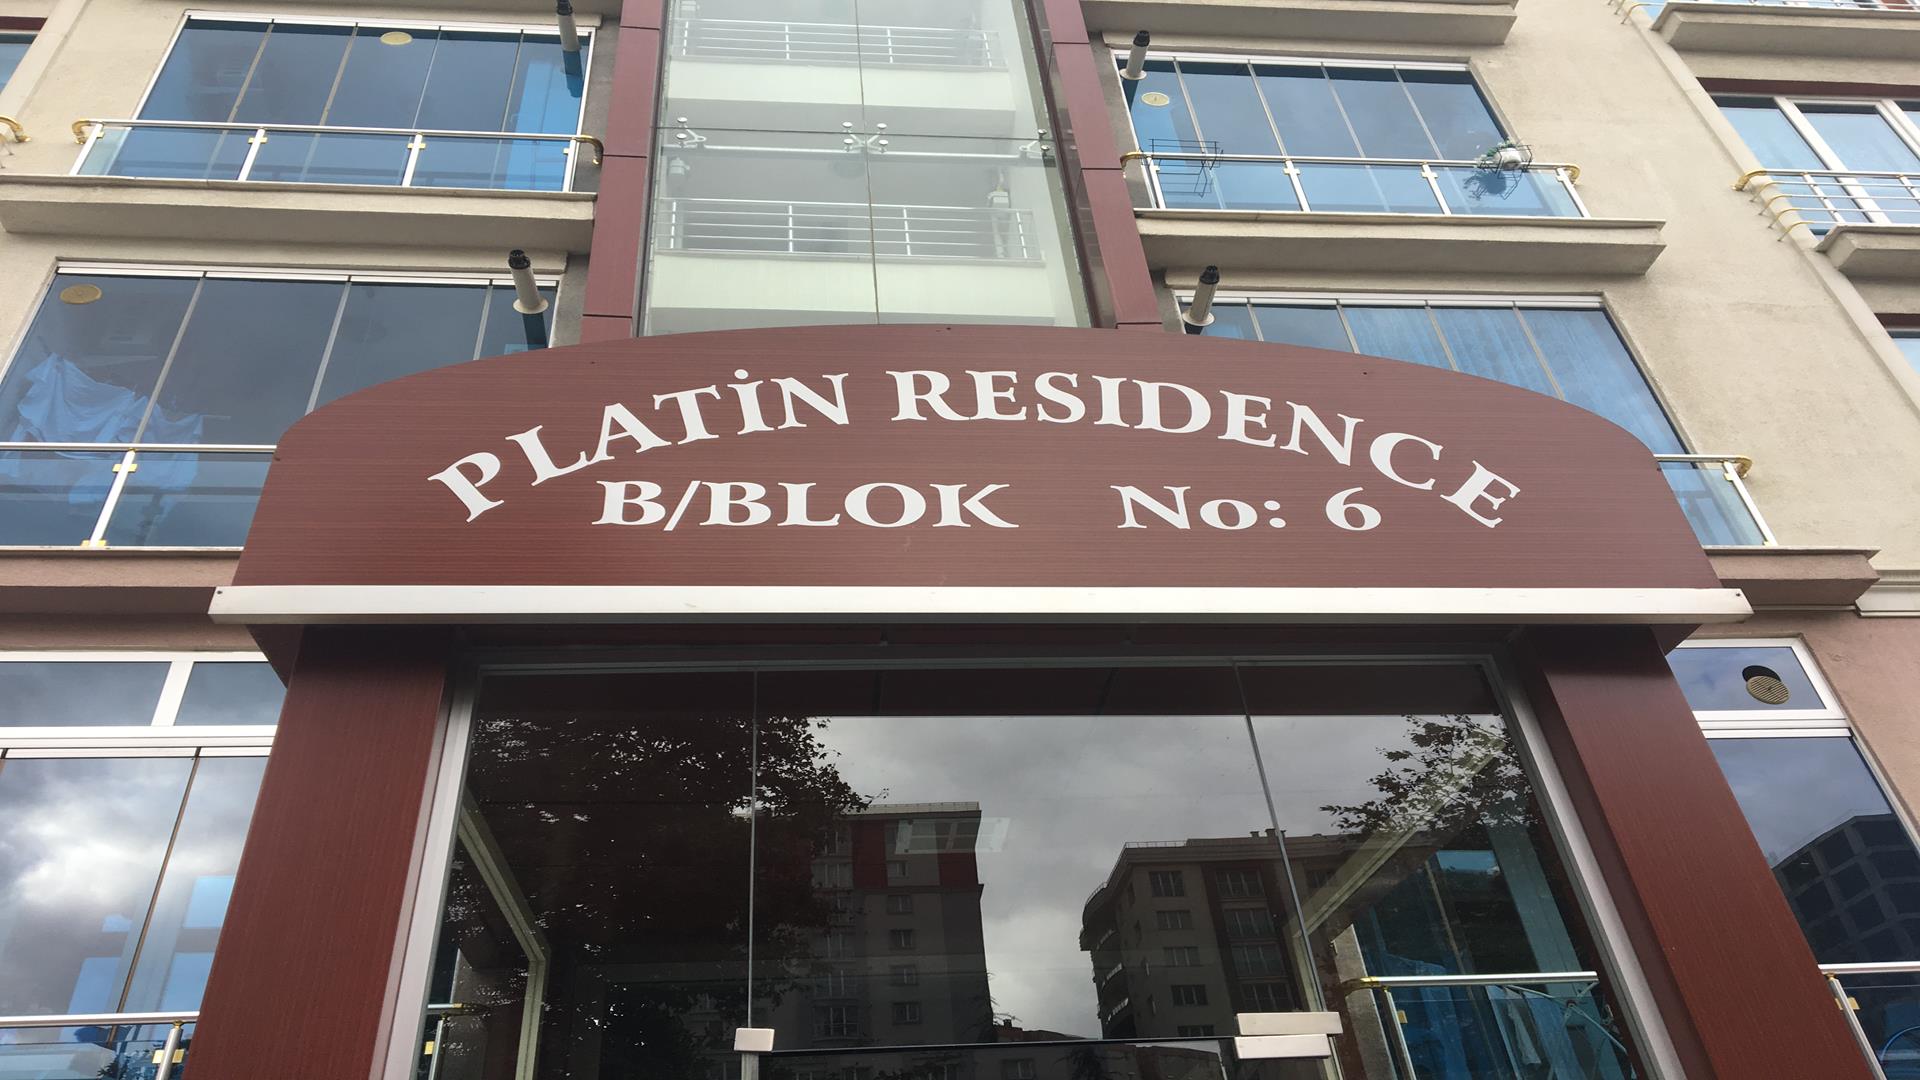 PLATİN RESIDENCE
B/BLOK No: 6